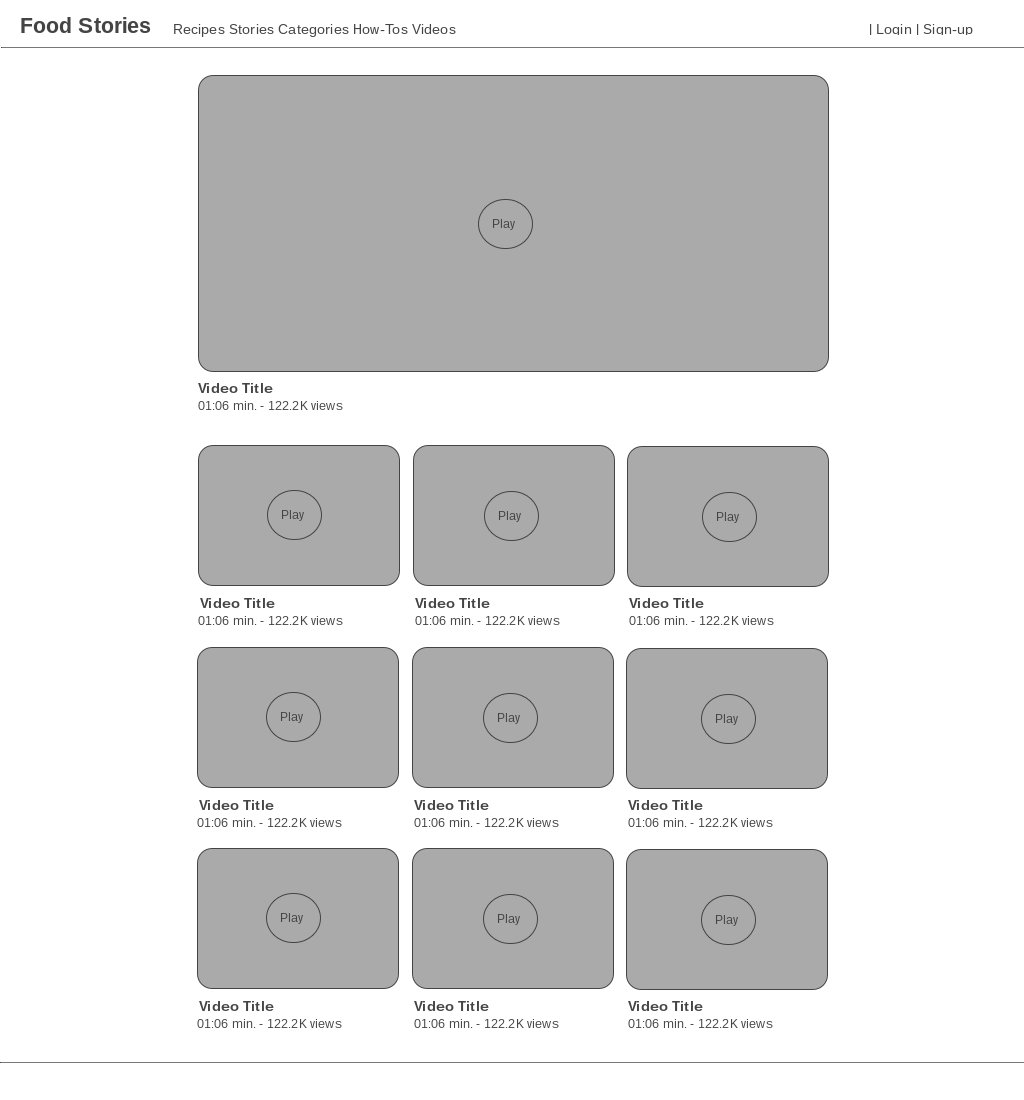 Food Stories
Recipes Stories Categories How-Tos Videos
| Login | Sign-up
Play
Video Title
01:06 min. - 122.2K views
Play
Play
Play
Video Title
Video Title
Video Title
01:06 min. - 122.2K views
01:06 min. - 122.2K views
01:06 min. - 122.2K views
Play
Play
Play
Video Title
Video Title
Video Title
01:06 min. - 122.2K views
01:06 min. - 122.2K views
01:06 min. - 122.2K views
Play
Play
Play
Video Title
Video Title
Video Title
01:06 min. - 122.2K views
01:06 min. - 122.2K views
01:06 min. - 122.2K views